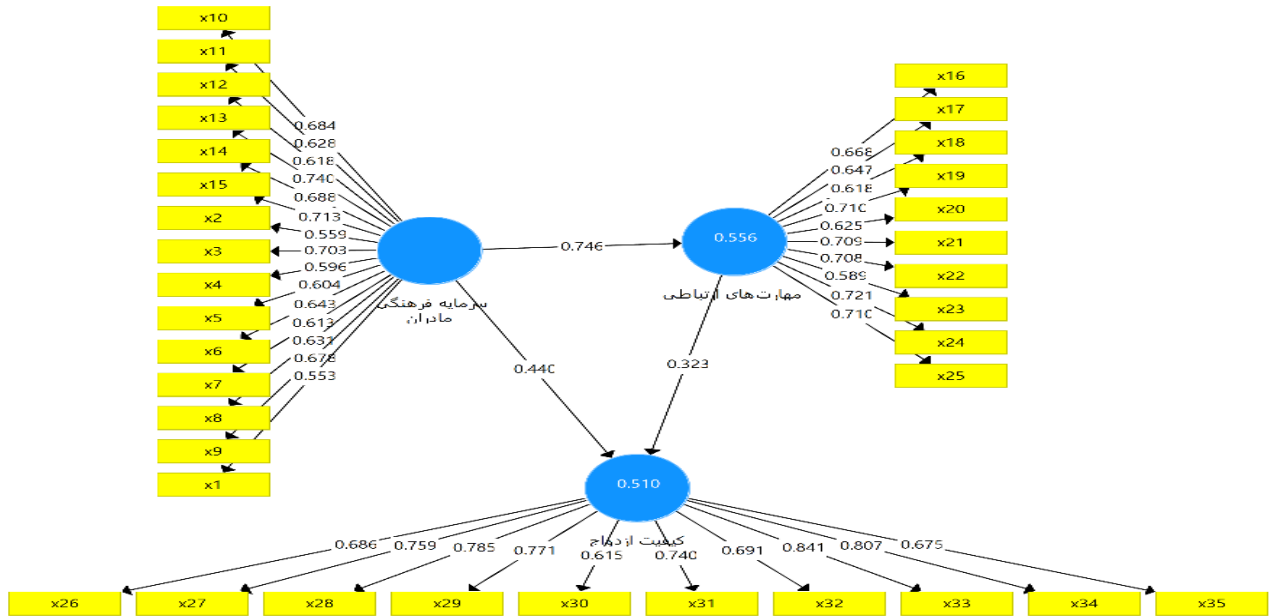 x10
x11
x12
x13
x14
x15
x2
x3
x4
x5
x6
x7
x8
x9
x1
0.684
0.628
0.618
0.740
0.688
0.713
0.559
0.703
0.596
0.604
0.643
0.613
0.631
0.678
0.553
سرمایه فرهنگی
مادران
0.746
0.440
0.556
مهارت‌های ارتباطی
0.323
0.668
0.647
0.618
0.710
0.625
0.709
0.708
0.589
0.721
0.710
x16
x17
x18
x19
x20
x21
x22
x23
x24
x25
0.510
کیفیت ازدواج
0.686
0.759
0.785
0.771
0.615
0.740
0.691
0.841
0.807
0.675
x26
x27
x28
x29
x30
x31
x32
x33
x34
x35